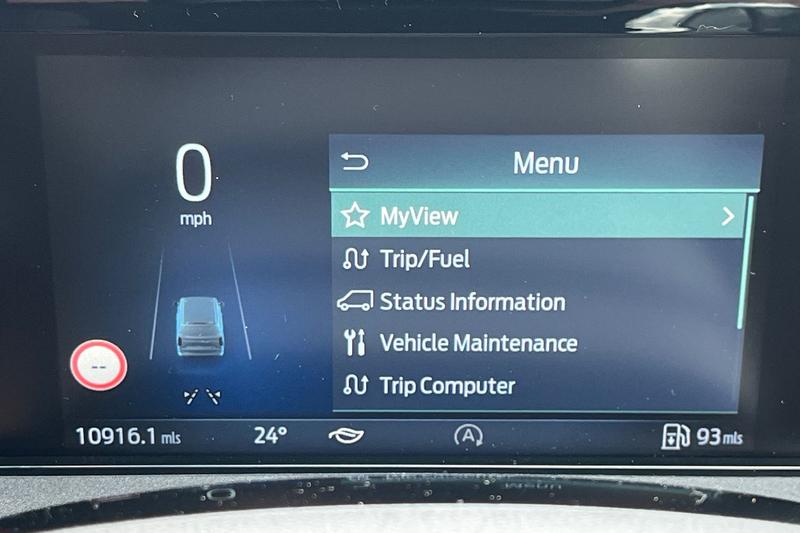 Menu
0
mph
MyView
Trip/Fuel
Status Information
Vehicle Maintenance
Trip Computer
--
10916.1 mls
24°
A
93 mls